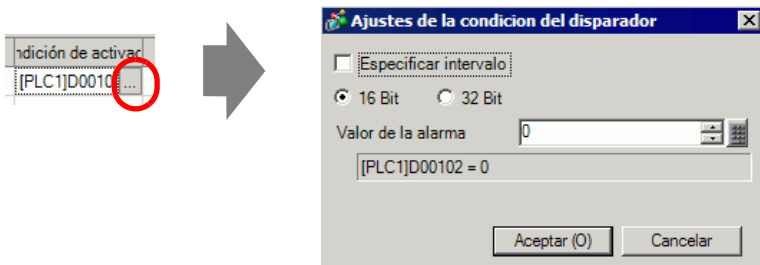 ndición de activac
[PLC1]D0010 ...
Ajustes de la condicion del disparador
Especificar intervalo
16 Bit 32 Bit
Valor de la alarma 0
[PLC1]D00102 = 0
Aceptar (O) Cancelar